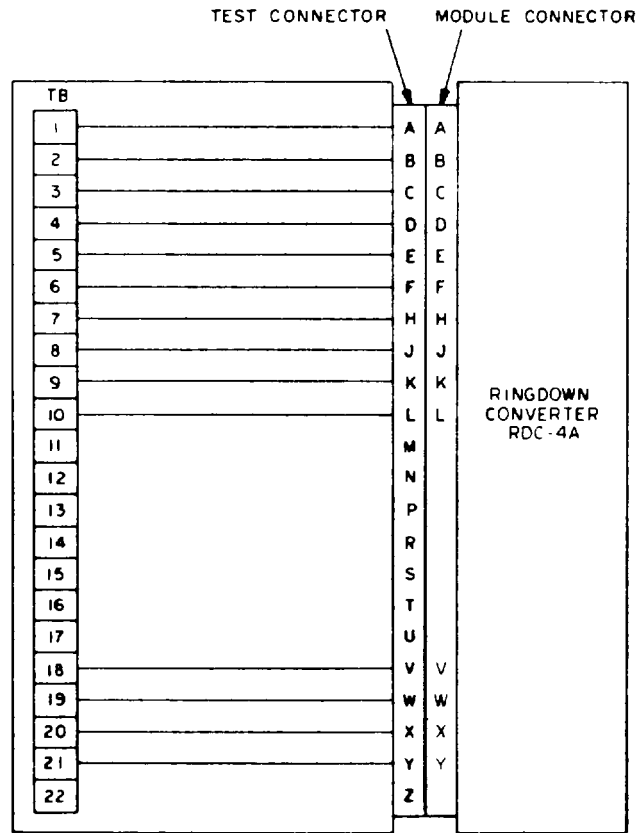 TEST CONNECTOR MODULE CONNECTOR
TB
1 A A
2 B B
3 C C
4 D D
5 E E
6 F F
7 H H
8 J J
9 K K
10 L L
11 M
12 N
13 P
14 R
15 S
16 T
17 U
18 V V
19 W W
20 X X
21 Y Y
22 Z
RINGDOWN
CONVERTER
RDC-4A